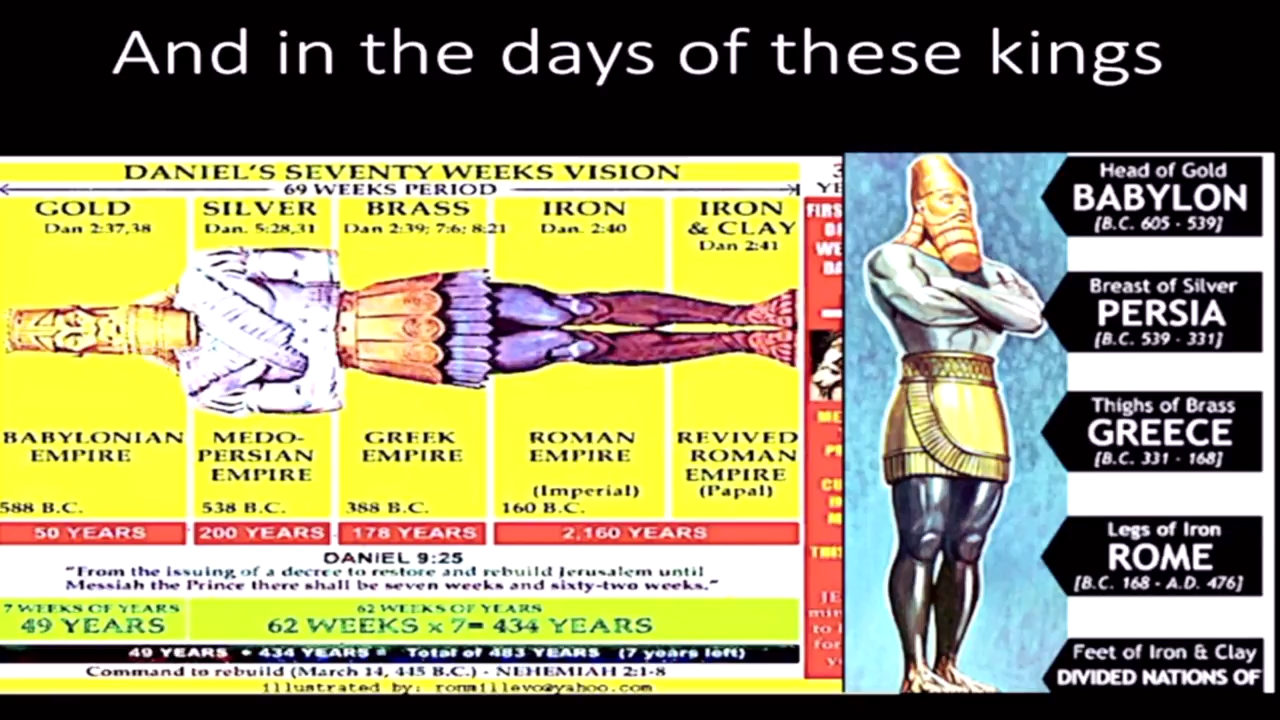 And in the days of these kings
DANIEL'S SEVENTY WEEKS VISION
69 WEEKS PERIOD
GOLD
Dan 2:37,38
SILVER
Dan. 5:28,31
BRASS
Dan 2:39; 7:6; 8:21
IRON
Dan. 2:40
IRON
& CLAY
Dan 2:41
BABYLONIAN
EMPIRE
588 B.C.
MEDO-
PERSIAN
EMPIRE
538 B.C.
GREEK
EMPIRE
388 B.C.
ROMAN
EMPIRE
(Imperial)
160 B.C.
REVIVED
ROMAN
EMPIRE
(Papal)
50 YEARS
200 YEARS
178 YEARS
2,160 YEARS
DANIEL 9:25
"From the issuing of a decree to restore and rebuild Jerusalem until
Messiah the Prince there shall be seven weeks and sixty-two weeks."
7 WEEKS OF YEARS
49 YEARS
62 WEEKS OF YEARS
62 WEEKS x 7= 434 YEARS
49 YEARS + 434 YEARS = Total of 483 YEARS (7 years left)
Command to rebuild (March 14, 445 B.C.) - NEHEMIAH 2:1-8
illustrated by: ronmillevo@yahoo.com
Head of Gold
BABYLON
[B.C. 605 - 539]
Breast of Silver
PERSIA
[B.C. 539 - 331]
Thighs of Brass
GREECE
[B.C. 331 - 168]
Legs of Iron
ROME
[B.C. 168 - A.D. 476]
Feet of Iron & Clay
DIVIDED NATIONS OF